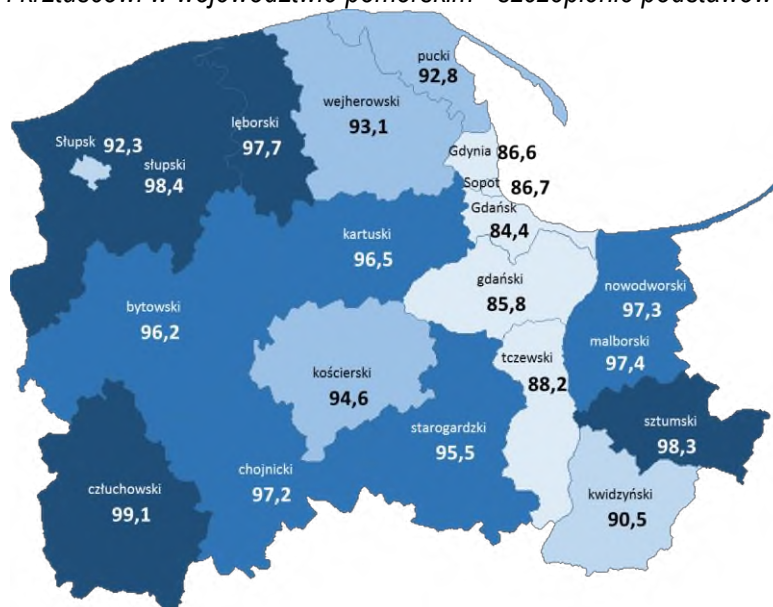 i krztuścowi w województwie pomorskim - szczepienie podstawow
pucki
92,8
wejherowski
93,1
lęborski
97,7
Słupsk 92,3
słupski
98,4
Gdynia 86,6
Sopot 86,7
Gdańsk
84,4
kartuski
96,5
gdański
85,8
nowodworski
97,3
bytowski
96,2
malborski
97,4
tczewski
88,2
kościerski
94,6
starogardzki
95,5
sztumski
98,3
chojnicki
97,2
człuchowski
99,1
kwidzyński
90,5